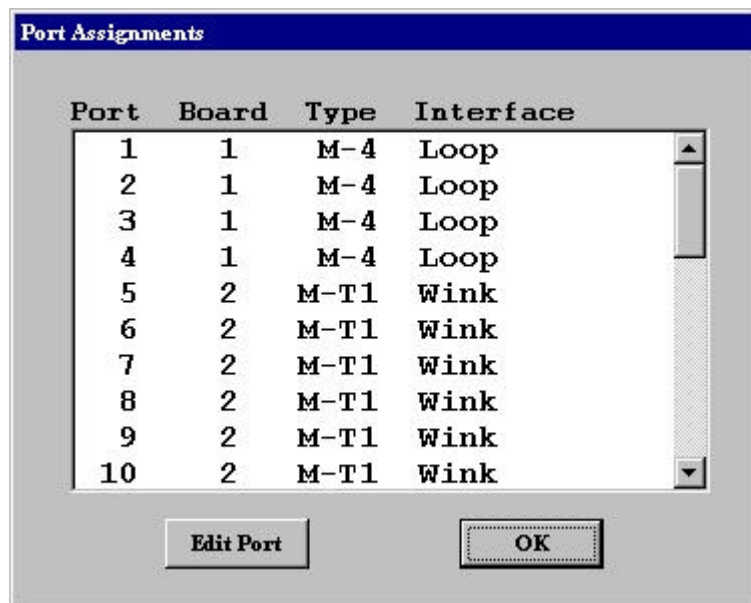 Port Assignments
Port Board Type Interface
1 1 M-4 Loop
2 1 M-4 Loop
3 1 M-4 Loop
4 1 M-4 Loop
5 2 M-T1 Wink
6 2 M-T1 Wink
7 2 M-T1 Wink
8 2 M-T1 Wink
9 2 M-T1 Wink
10 2 M-T1 Wink
Edit Port OK